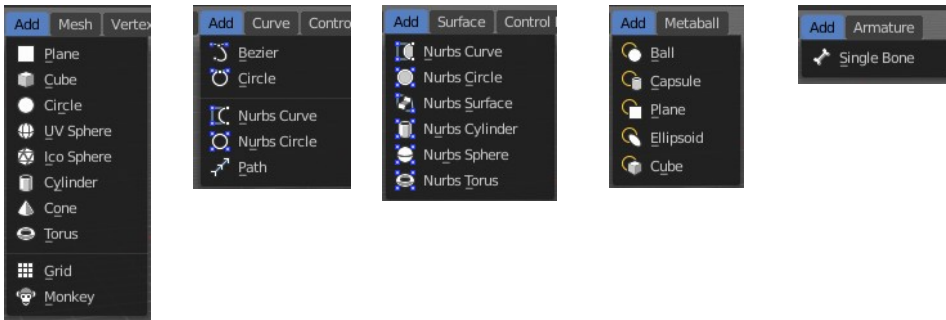 Add Mesh Vertex
Plane
Cube
Circle
UV Sphere
Ico Sphere
Cylinder
Cone
Torus
Grid
Monkey
Add Curve Contro
Bezier
Circle
Nurbs Curve
Nurbs Circle
Path
Add Surface Control
Nurbs Curve
Nurbs Circle
Nurbs Surface
Nurbs Cylinder
Nurbs Sphere
Nurbs Torus
Add Metaball
Ball
Capsule
Plane
Ellipsoid
Cube
Add Armature
Single Bone